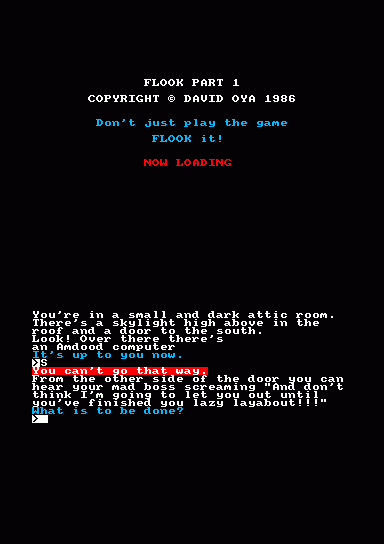 FLOOK PART 1
COPYRIGHT © DAVID OYA 1986
Don't just play the game
FLOOK it!
NOW LOADING
You're in a small and dark attic room.
There's a skylight high above in the
roof and a door to the south.
Look! Over there there's
an Amdood computer
It's up to you now.
>S
You can't go that way.
From the other side of the door you can
hear your mad boss screaming "And don't
think I'm going to let you out until
you've finished you lazy layabout!!!"
What is to be done?
>